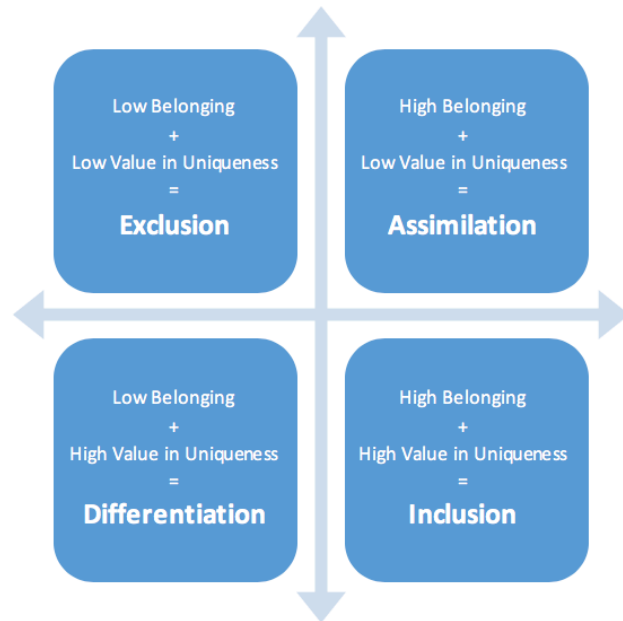 Low Belonging
+
Low Value in Uniqueness
=
Exclusion
High Belonging
+
Low Value in Uniqueness
=
Assimilation
Low Belonging
+
High Value in Uniqueness
=
Differentiation
High Belonging
+
High Value in Uniqueness
=
Inclusion